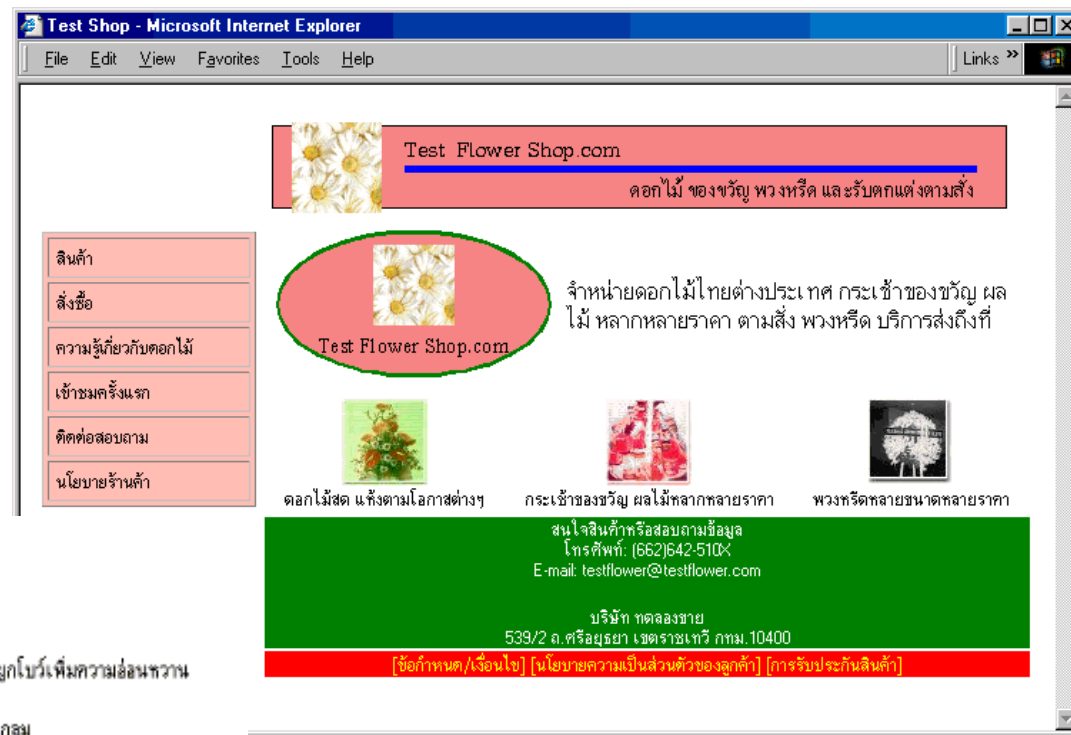 Test Shop - Microsoft Internet Explorer
File Edit View Favorites Tools Help
Links »
Test Flower Shop.com
ดอกไม้ ของขวัญ พวงหรีด และรับตกแต่งตามสั่ง
สินค้า
สั่งซื้อ
ความรู้เกี่ยวกับดอกไม้
เข้าชมครั้งแรก
ติดต่อสอบถาม
นโยบายร้านค้า
Test Flower Shop.com
จำหน่ายดอกไม้ไทยต่างประเทศ กระเช้าของขวัญ ผล
ไม้ หลากหลายราคา ตามสั่ง พวงหรีด บริการส่งถึงที่
ดอกไม้สด แห้งตามโอกาสต่างๆ
กระเช้าของขวัญ ผลไม้หลากหลายราคา
พวงหรีดหลายขนาดหลายราคา
สนใจสินค้าหรือสอบถามข้อมูล
โทรศัพท์: (662)642-510X
E-mail: testflower@testflower.com
บริษัท ทดลองขาย
539/2 ถ.ศรีอยุธยา เขตราชเทวี กทม.10400
[ข้อกำหนด/เงื่อนไข] [นโยบายความเป็นส่วนตัวของลูกค้า] [การรับประกันสินค้า]
ผูกโบว์เพิ่มความอ่อนหวาน